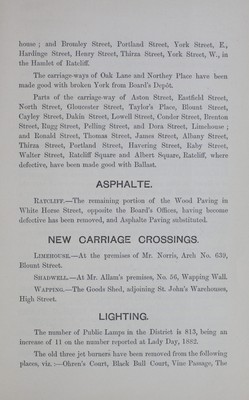 house ; and Bromley Street, Portland Street, York Street, E.,
Hardinge Street, Henry Street, Thirza Street, York Street, W., in
the Hamlet of Ratcliff.
The carriage-ways of Oak Lane and Northey Place have been
made good with broken York from Board's Depôt.
Parts of the carriage-way of Aston Street, Eastfield Street,
North Street, Gloucester Street, Taylor's Place, Blount Street,
Cayley Street, Dakin Street, Lowell Street, Conder Street, Brenton
Street, Rugg Street, Pelling Street, and Dora Street, Limehouse ;
and Ronald Street, Thomas Street, James Street, Albany Street,
Thirza Street, Portland Street, Havering Street, Raby Street,
Walter Street, Ratcliff Square and Albert Square, Ratcliff, where
defective, have been made good with Ballast.
ASPHALTE.
Ratcliff.—The remaining portion of the Wood Paving in
White Horse Street, opposite the Board's Offices, having become
defective has been removed, and Asphalte Paving substituted.
NEW CARRIAGE CROSSINGS.
Limehouse.—At the premises of Mr. Norris, Arch No. 639,
Blount Street.
Shadwell.—At Mr. Allam's premises, No. 56, Wapping Wall.
Wapping.—The Goods Shed, adjoining St. John's Warehouses,
High Street.
LIGHTING.
The number of Public Lamps in the District is 815, being an
increase of 11 on the number reported at Lady Day, 1882.
The old three jet burners have been removed from the following
places, viz. :—Ohren's Court, Black Bull Court, Vine Passage, The